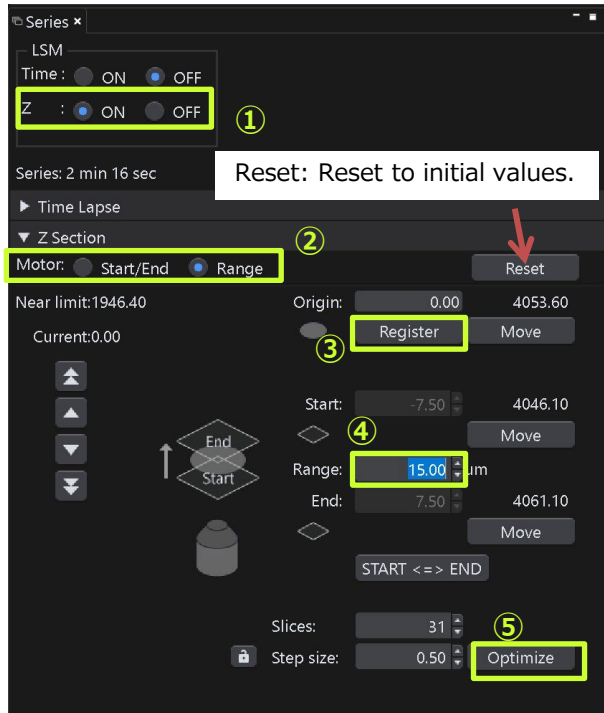 Series ×
LSM
Time : ON OFF
Z : ON OFF
①
Series: 2 min 16 sec
Reset: Reset to initial values.
▶ Time Lapse
▼ Z Section
②
Motor: Start/End Range Reset
Near limit:1946.40 Origin: 0.00 4053.60
Current:0.00 ③ Register Move
Start: -7.50 4046.10
④ Move
End
Range: 15.00 um
Start
End: 7.50 4061.10
Move
START <=> END
Slices: 31 ⑤
Step size: 0.50 Optimize